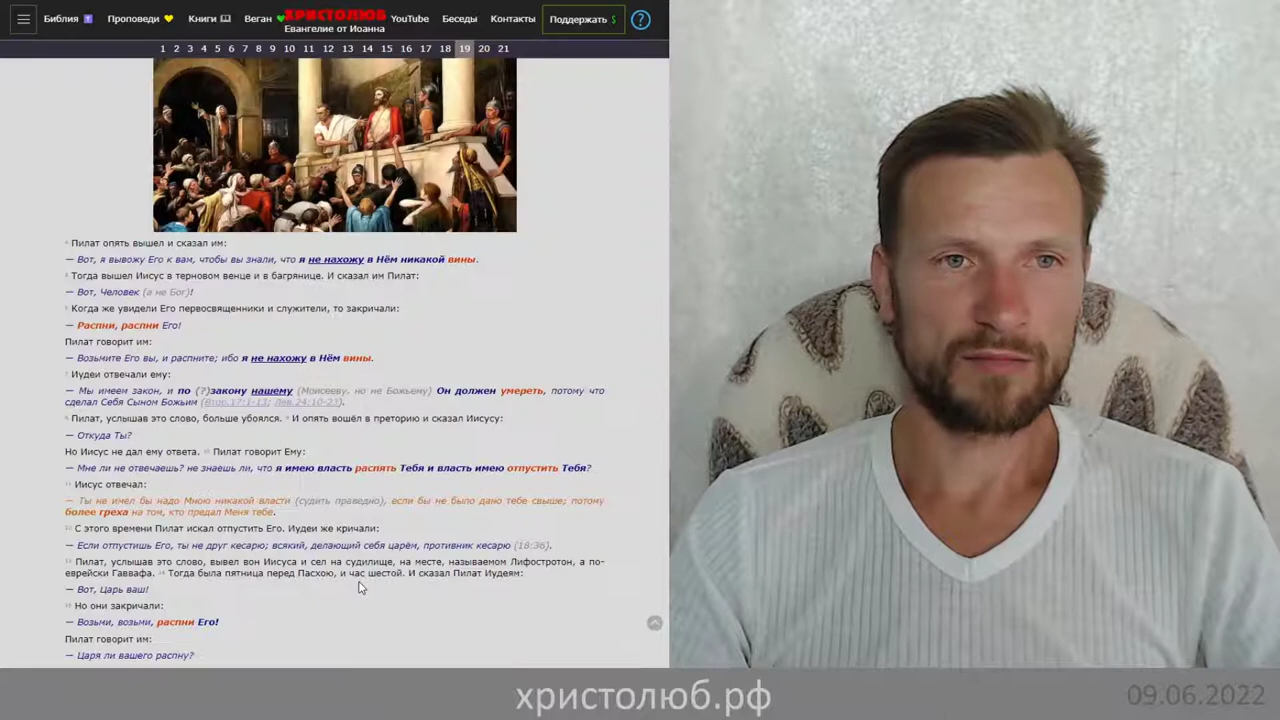 Библия Проповеди Книги Веган ХРИСТОЛЮБ YouTube Беседы Контакты Поддержать $ ?
Евангелие от Иоанна
1 2 3 4 5 6 7 8 9 10 11 12 13 14 15 16 17 18 19 20 21
Пилат опять вышел и сказал им:
— Вот, я вывожу Его к вам, чтобы вы знали, что я не нахожу в Нём никакой вины.
Тогда вышел Иисус в терновом венце и в багрянице. И сказал им Пилат:
— Вот, Человек (а не Бог)!
Когда же увидели Его первосвященники и служители, то закричали:
— Распни, распни Его!
Пилат говорит им:
— Возьмите Его вы, и распните; ибо я не нахожу в Нём вины.
Иудеи отвечали ему:
— Мы имеем закон, и по (?)закону нашему (Моисееву, но не Божьему) Он должен умереть, потому что
сделал Себя Сыном Божьим (Втор.17:1-13; Лев.24:10-23).
Пилат, услышав это слово, больше убоялся. И опять вошёл в преторию и сказал Иисусу:
— Откуда Ты?
Но Иисус не дал ему ответа. Пилат говорит Ему:
— Мне ли не отвечаешь? не знаешь ли, что я имею власть распять Тебя и власть имею отпустить Тебя?
Иисус отвечал:
— Ты не имел бы надо Мною никакой власти (судить праведно), если бы не было дано тебе свыше; потому
более греха на том, кто предал Меня тебе.
С этого времени Пилат искал отпустить Его. Иудеи же кричали:
— Если отпустишь Его, ты не друг кесарю; всякий, делающий себя царём, противник кесарю (18:36).
Пилат, услышав это слово, вывел вон Иисуса и сел на судилище, на месте, называемом Лифостротон, а по-
еврейски Гаввафа. Тогда была пятница перед Пасхою, и час шестой. И сказал Пилат Иудеям:
— Вот, Царь ваш!
Но они закричали:
— Возьми, возьми, распни Его!
Пилат говорит им:
— Царя ли вашего распну?
христолюб.рф
09.06.2022